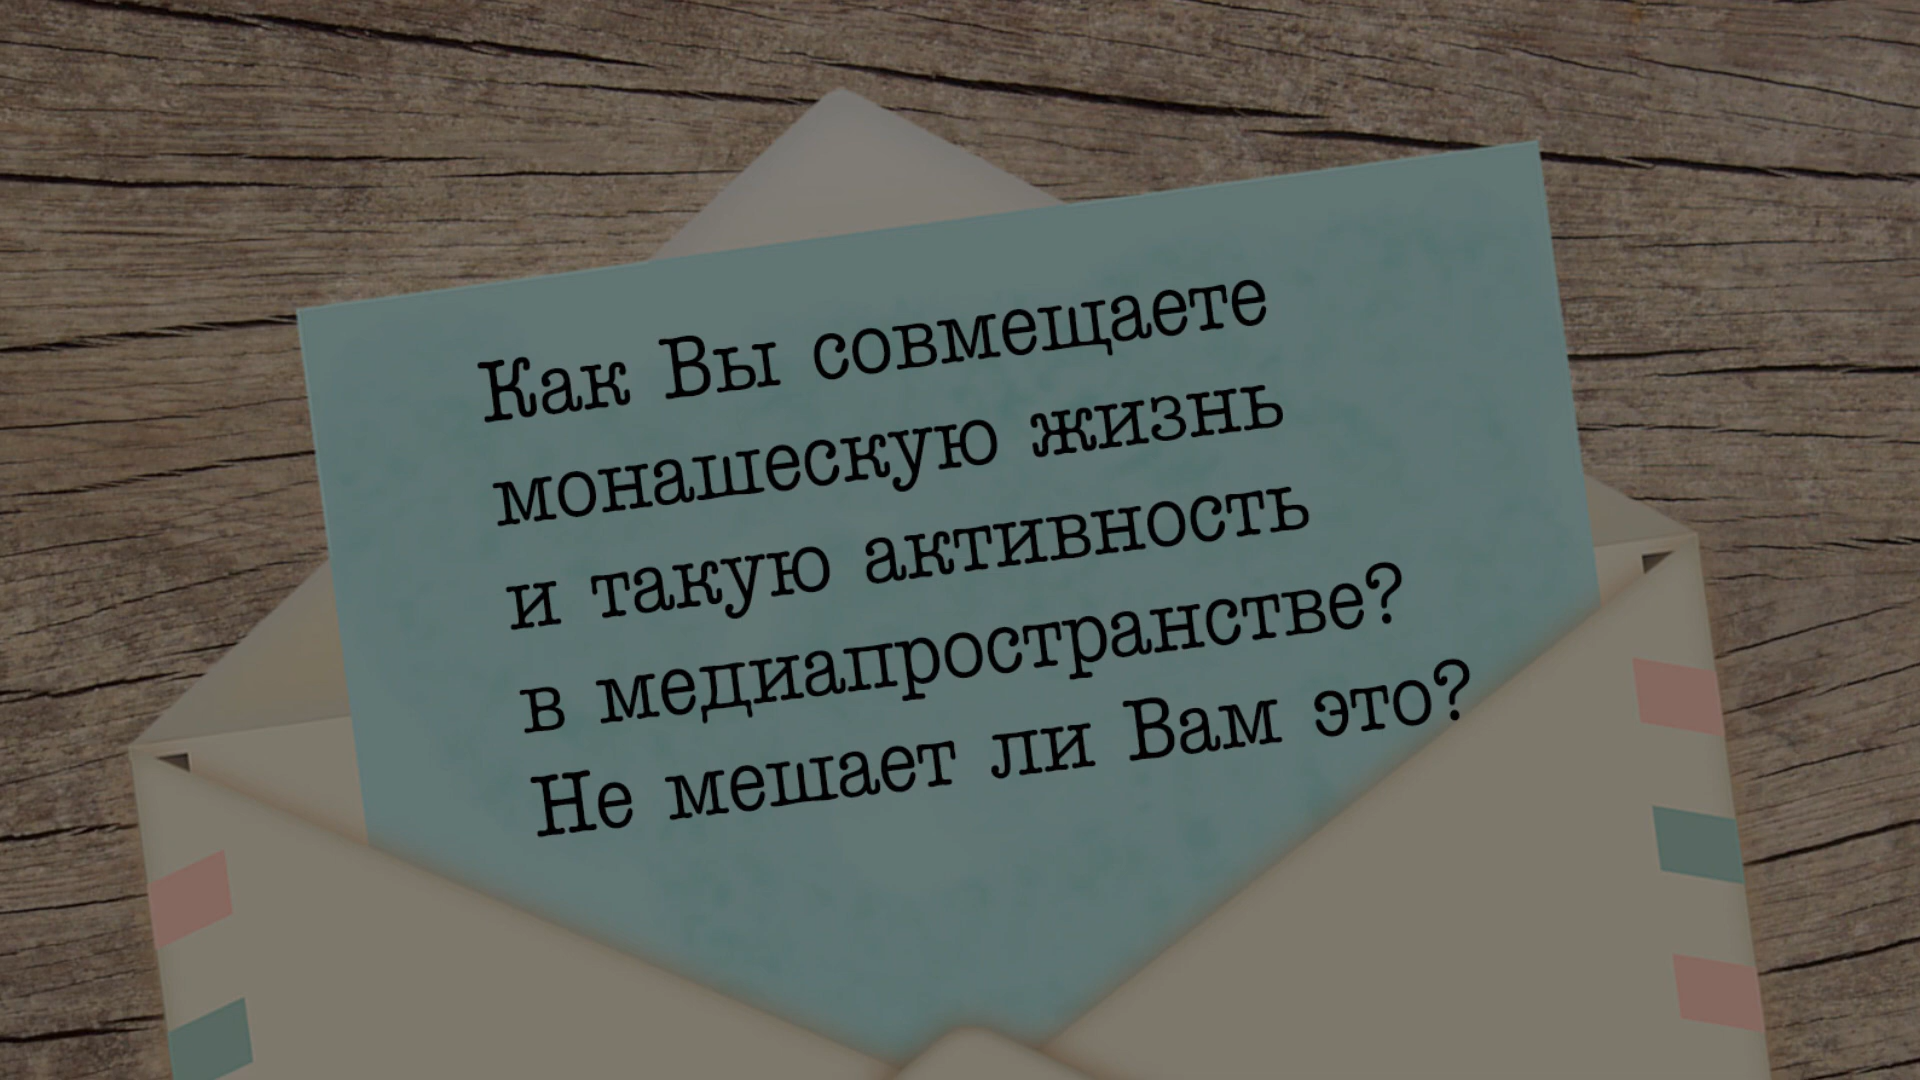 Как Вы совмещаете
монашескую жизнь
и такую активность
в медиапространстве?
Не мешает ли Вам это?